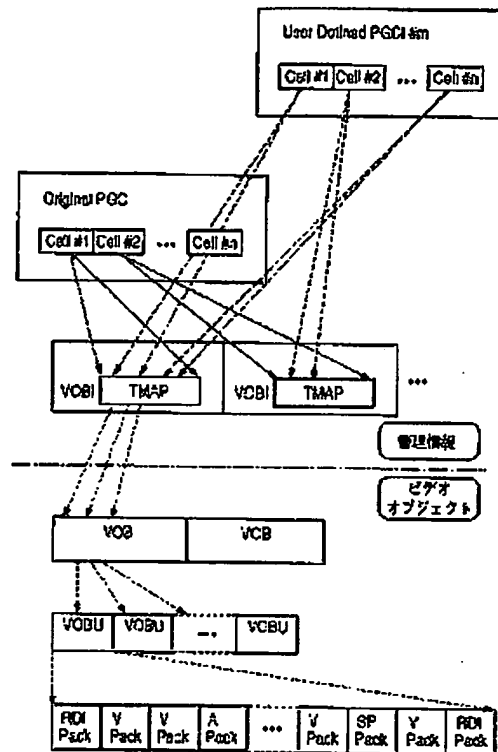 User Defined PGCI #m
Cell #1 Cell #2 ••• Cell #n
Original PGC
Cell #1 Cell #2 ••• Cell #n
VOBI TMAP VOBI TMAP •••
管理情報
ビデオ
オブジェクト
VOB VOB
VOBU VOBU ••• VOBU
RDI Pack V Pack V Pack A Pack ••• V Pack SP Pack V Pack RDI Pack